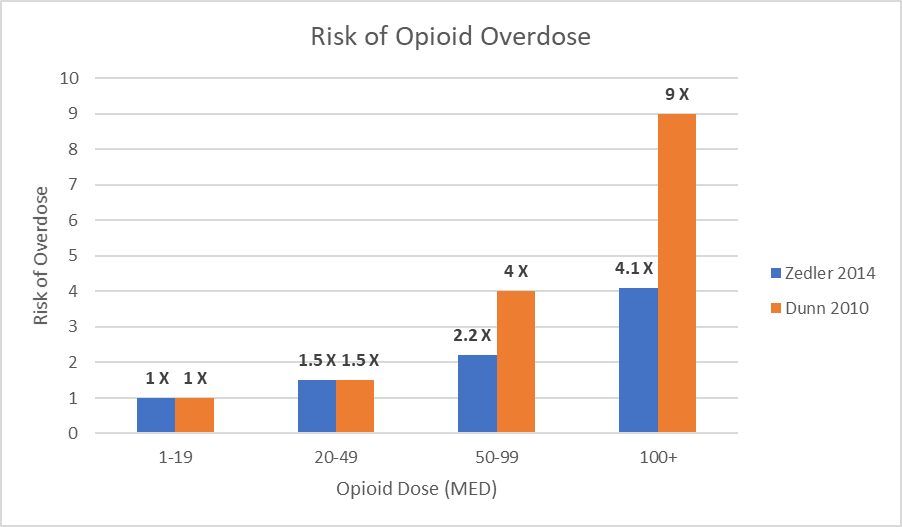 Risk of Opioid Overdose
10
9
8
7
6
5
4
3
2
1
0
Risk of Overdose
1 X 1 X
1.5 X 1.5 X
2.2 X
4 X
4.1 X
9 X
1-19 20-49 50-99 100+
Opioid Dose (MED)
Zedler 2014
Dunn 2010